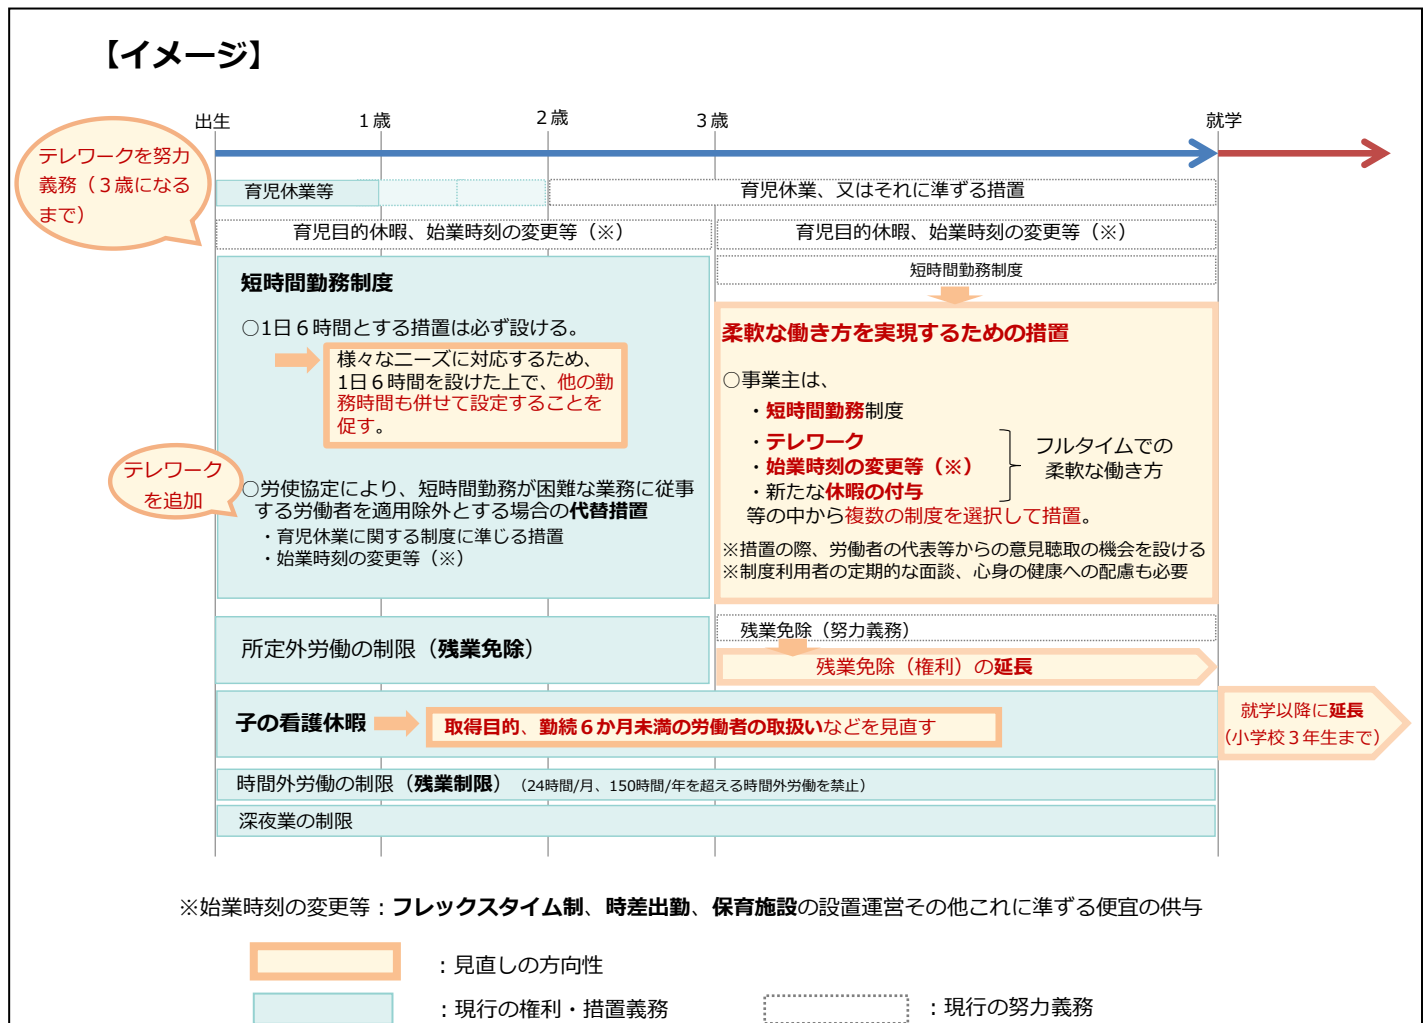 【イメージ】
出生
1歳
2歳
3歳
就学
テレワークを努力
義務（３歳になる
まで）
育児休業等
育児休業、又はそれに準ずる措置
育児目的休暇、始業時刻の変更等（※）
育児目的休暇、始業時刻の変更等（※）
短時間勤務制度
短時間勤務制度
○1日６時間とする措置は必ず設ける。
様々なニーズに対応するため、
1日６時間を設けた上で、他の勤
務時間も併せて設定することを
促す。
テレワーク
を追加
○労使協定により、短時間勤務が困難な業務に従事
する労働者を適用除外とする場合の代替措置
・育児休業に関する制度に準じる措置
・始業時刻の変更等（※）
柔軟な働き方を実現するための措置
○事業主は、
・短時間勤務制度
・テレワーク
・始業時刻の変更等（※）
・新たな休暇の付与
フルタイムでの
柔軟な働き方
等の中から複数の制度を選択して措置。
※措置の際、労働者の代表等からの意見聴取の機会を設ける
※制度利用者の定期的な面談、心身の健康への配慮も必要
所定外労働の制限（残業免除）
残業免除（努力義務）
残業免除（権利）の延長
子の看護休暇
取得目的、勤続６か月未満の労働者の取扱いなどを見直す
就学以降に延長
（小学校３年生まで）
時間外労働の制限（残業制限）（24時間/月、150時間/年を超える時間外労働を禁止）
深夜業の制限
※始業時刻の変更等：フレックスタイム制、時差出勤、保育施設の設置運営その他これに準ずる便宜の供与
：見直しの方向性
：現行の権利・措置義務
：現行の努力義務